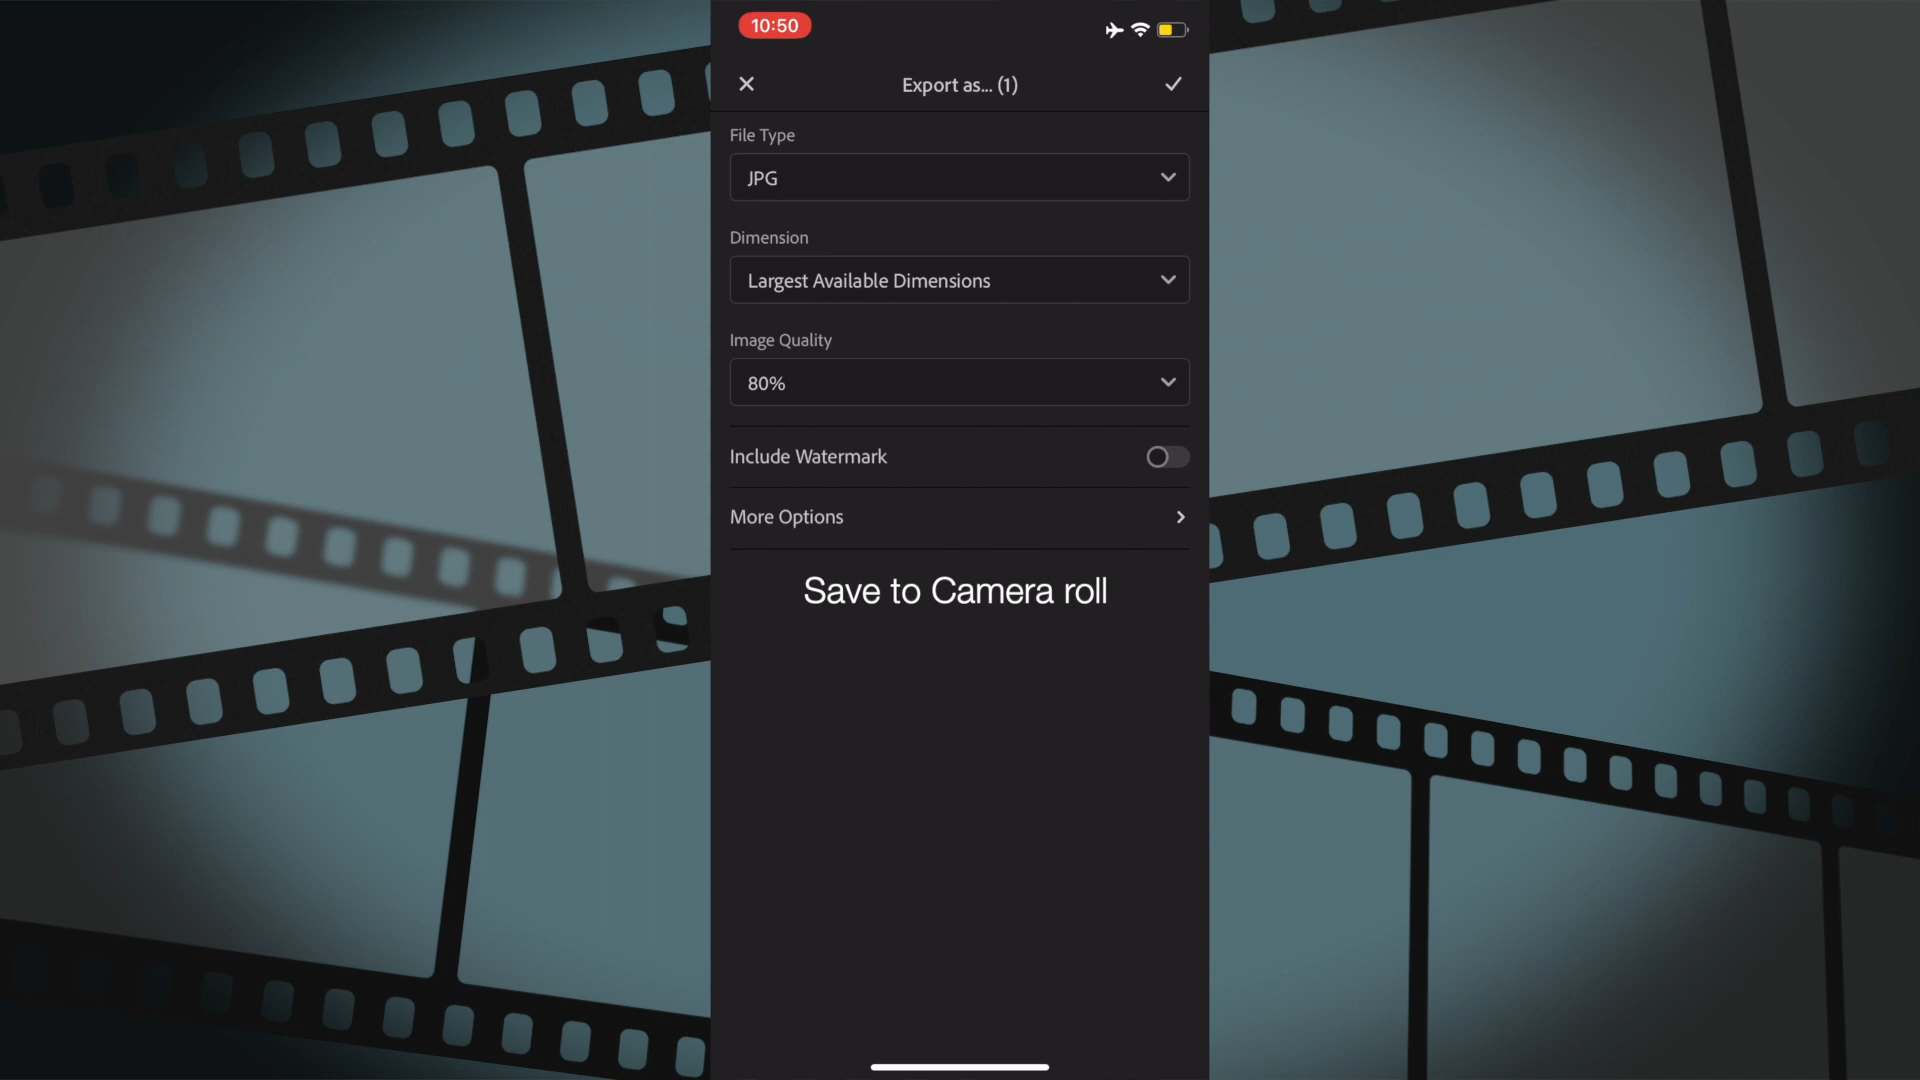 10:50
Export as... (1)
File Type
JPG
Dimension
Largest Available Dimensions
Image Quality
80%
Include Watermark
More Options
Save to Camera roll